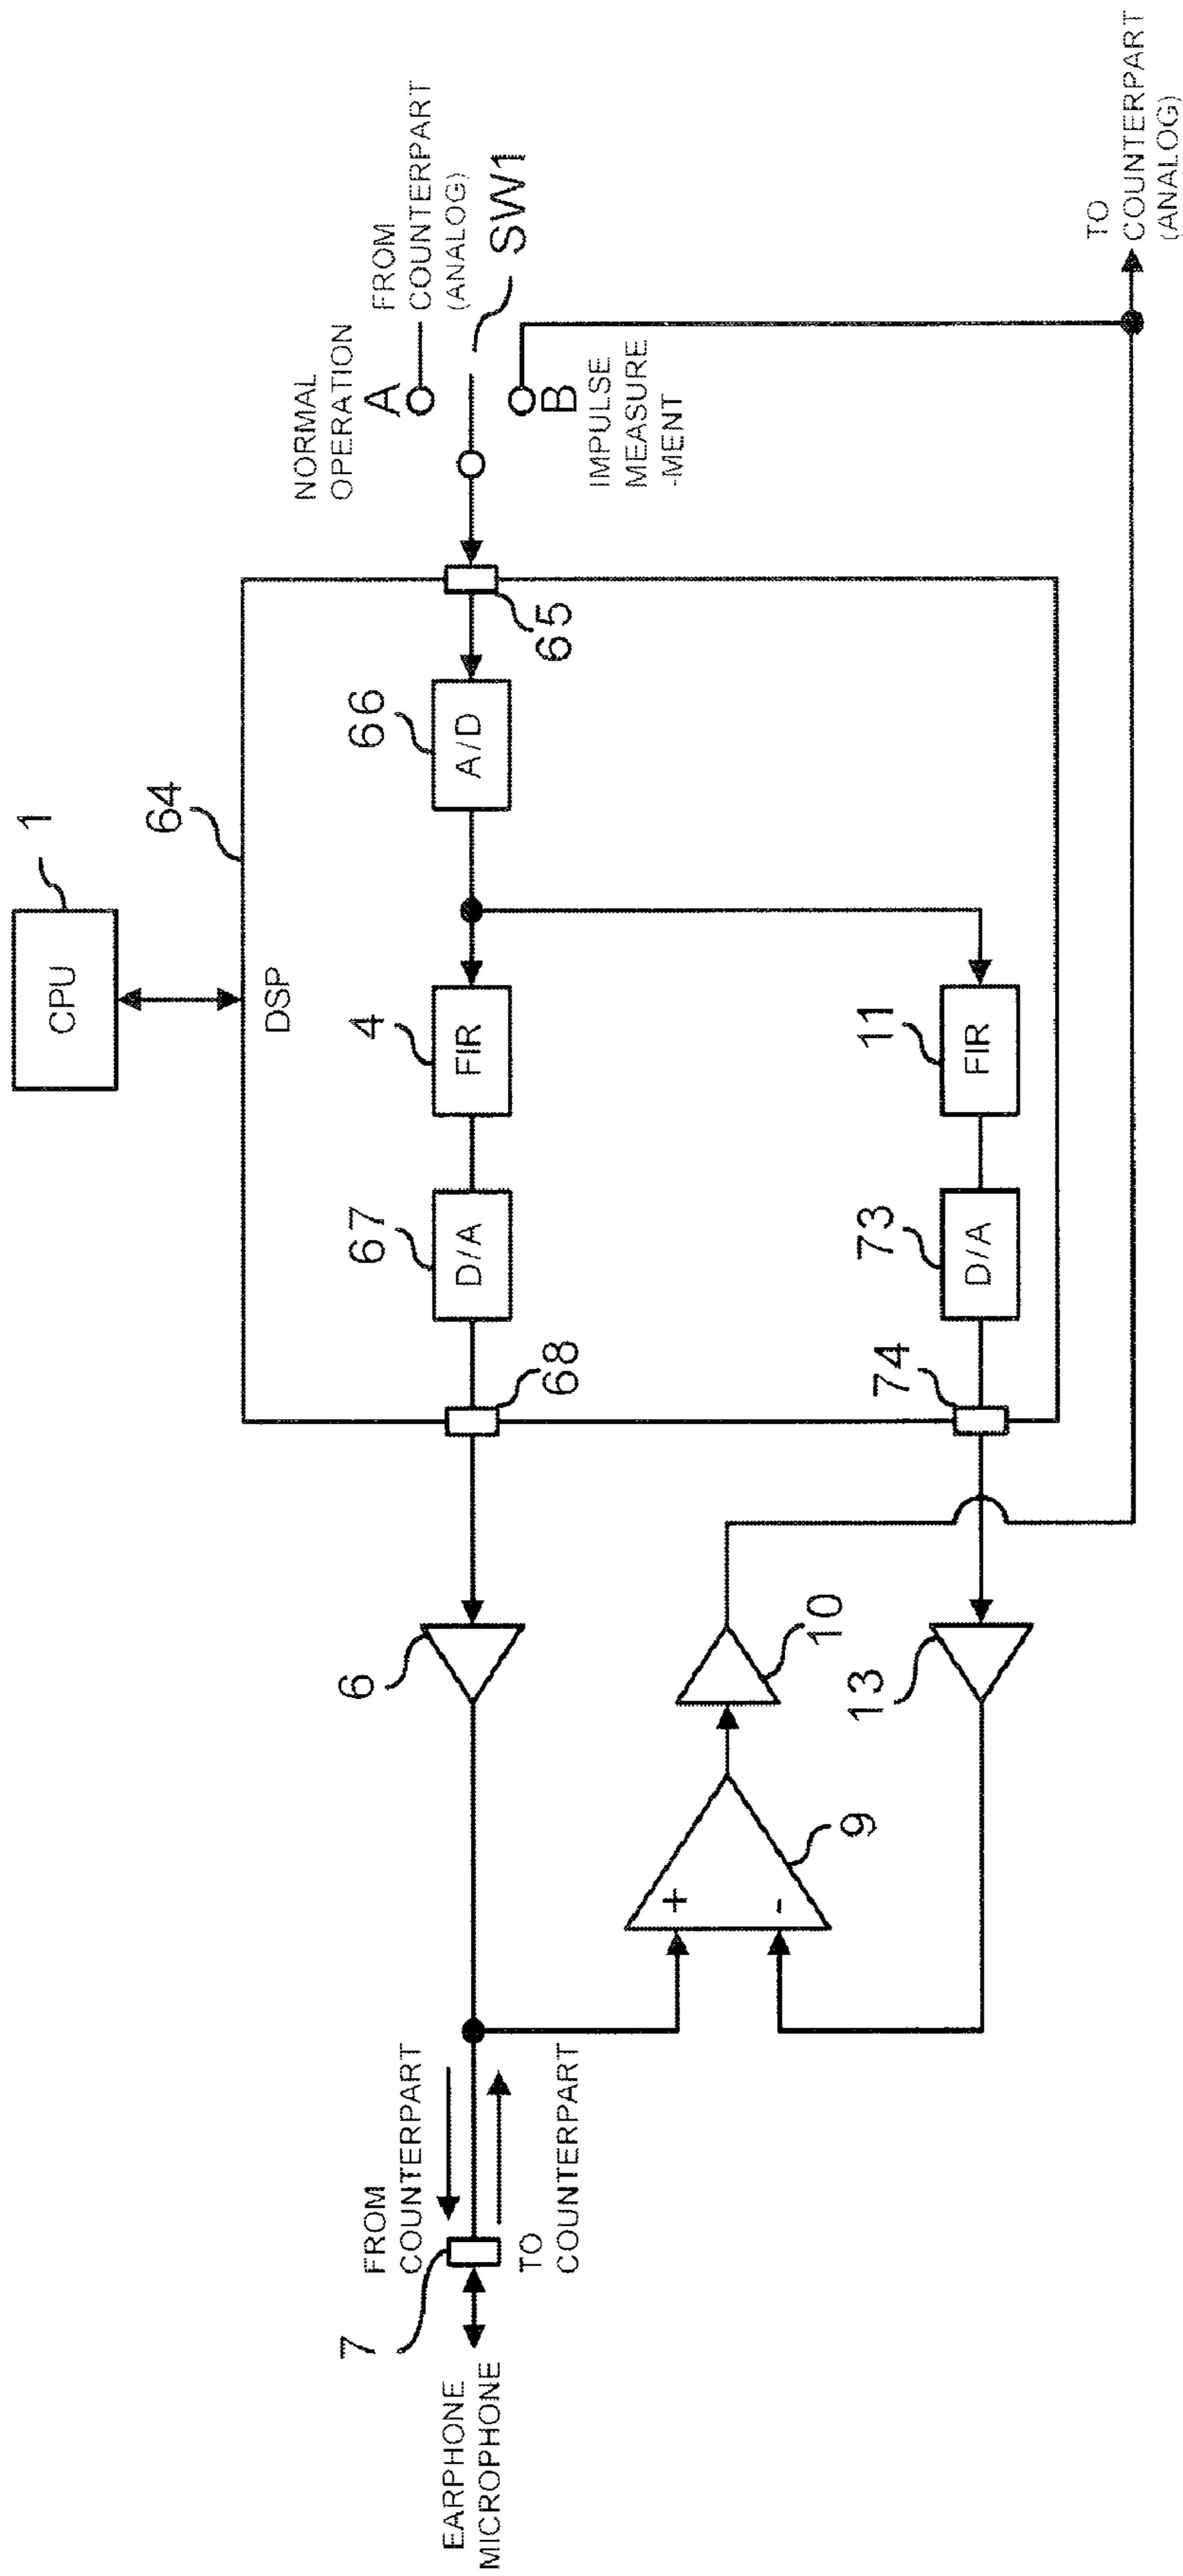 1
CPU
64
DSP
NORMAL
OPERATION
A
FROM
COUNTERPART
(ANALOG)
SW1
B
IMPULSE
MEASURE
-MENT
TO
COUNTERPART
(ANALOG)
65
66
A/D
4
FIR
67
D/A
68
11
FIR
73
D/A
74
6
10
13
9
+
-
FROM
COUNTERPART
TO
COUNTERPART
7
EARPHONE
MICROPHONE